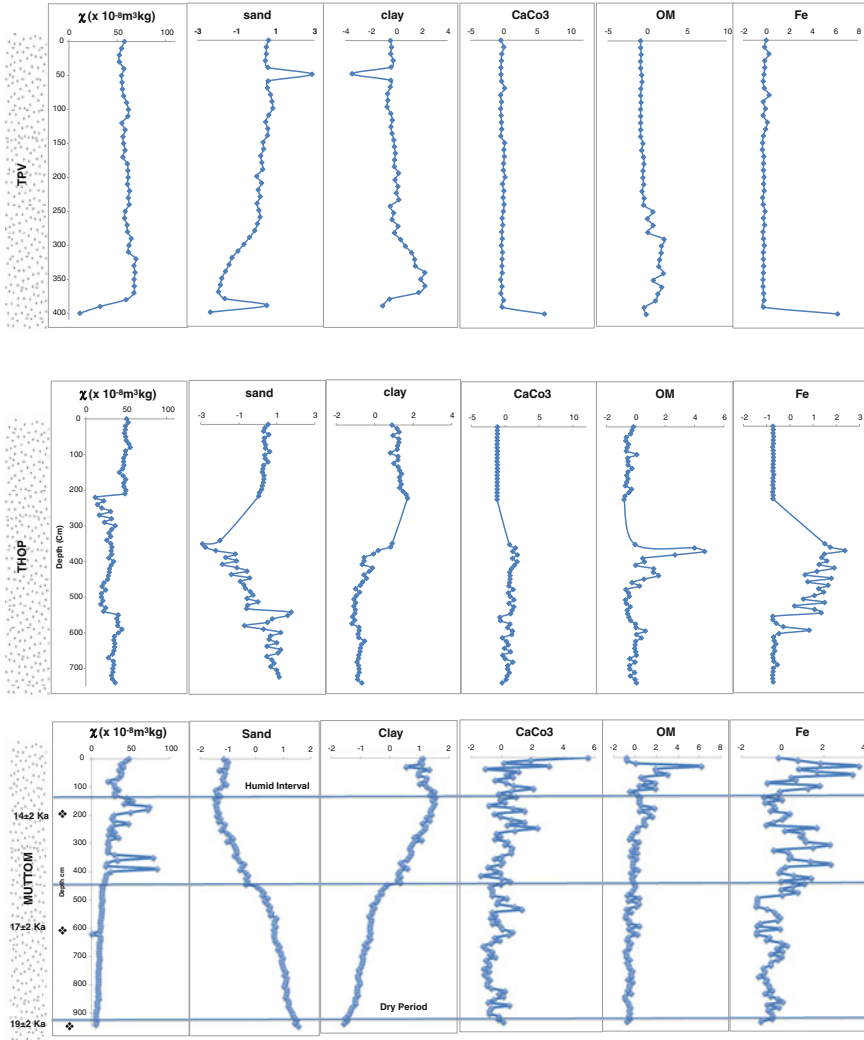 χ (x 10-8m3kg) sand clay CaCo3 OM Fe
0 50 100 -3 -1 1 3 -4 -2 0 2 4 -5 0 5 10 -5 0 5 10 -2 0 2 4 6 8
0
50
100
150
200
250
300
350
400
TPV
χ (x 10-8m3kg) sand clay CaCo3 OM Fe
0 50 100 -3 -1 1 3 -2 0 2 4 -5 0 5 10 -3 -1 1 3 5 -1 0 1 2 3
0
100
200
300
400
500
600
700
Depth (Cm)
THOP
χ (x 10-8m3kg) Sand Clay CaCo3 OM Fe
0 50 100 -2 -1 0 1 2 -2 -1 0 1 2 -2 0 2 4 6 -2 0 2 4 6 8 -2 0 2 4
0
100
200
300
400
500
600
700
800
900
Depth cm
MUTTOM
Humid Interval
14±2 Ka
17±2 Ka
Dry Period
19±2 Ka